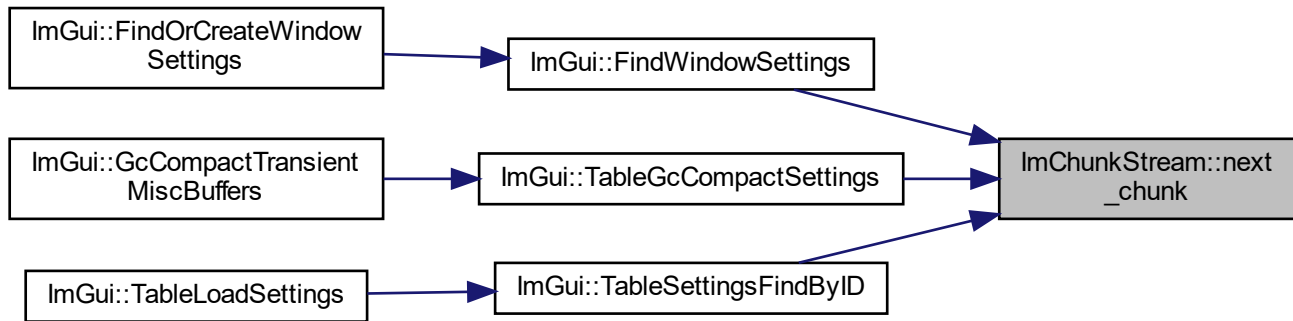 ImGui::FindOrCreateWindow
Settings
ImGui::FindWindowSettings
ImGui::GcCompactTransient
MiscBuffers
ImGui::TableGcCompactSettings
ImChunkStream::next
_chunk
ImGui::TableLoadSettings
ImGui::TableSettingsFindByID